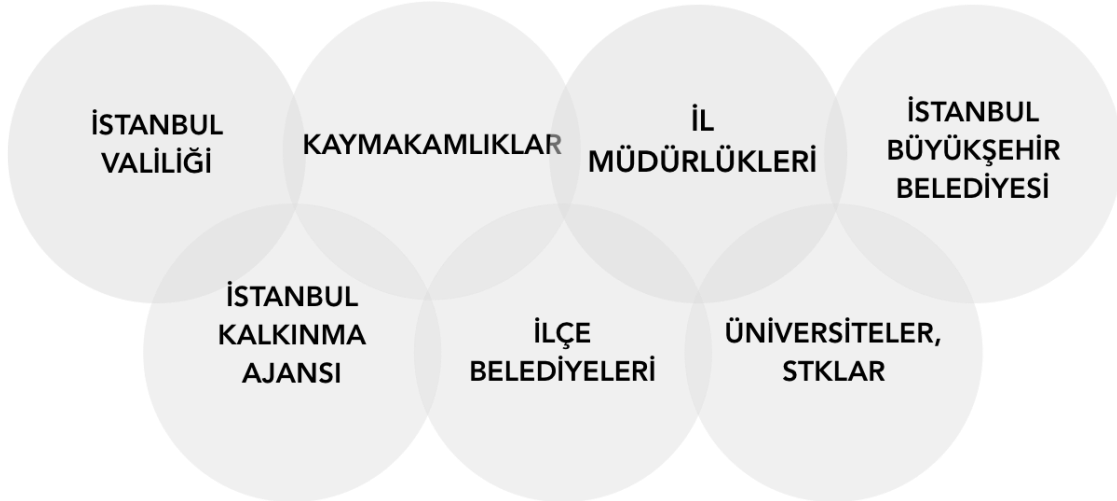 İSTANBUL
VALİLİĞİ
KAYMAKAMLIKLAR
İL
MÜDÜRLÜKLERİ
İSTANBUL
BÜYÜKŞEHİR
BELEDİYESİ
İSTANBUL
KALKINMA
AJANSI
İLÇE
BELEDİYELERİ
ÜNİVERSİTELER,
STKLAR